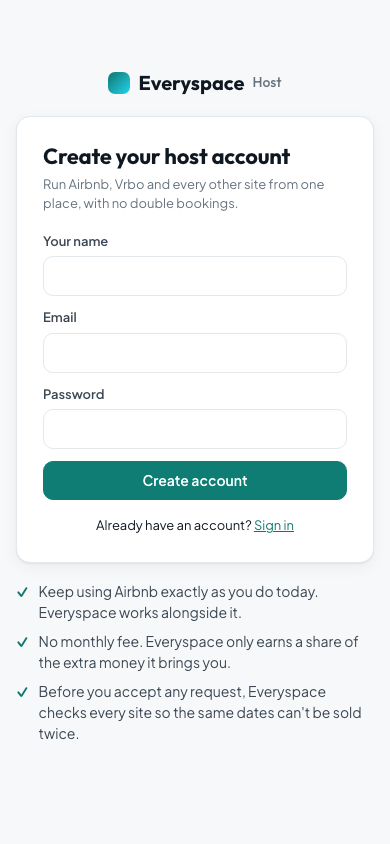 Everyspace Host
Create your host account
Run Airbnb, Vrbo and every other site from one
place, with no double bookings.
Your name
Email
Password
Create account
Already have an account? Sign in
Keep using Airbnb exactly as you do today.
Everyspace works alongside it.
No monthly fee. Everyspace only earns a share of
the extra money it brings you.
Before you accept any request, Everyspace
checks every site so the same dates can't be sold
twice.